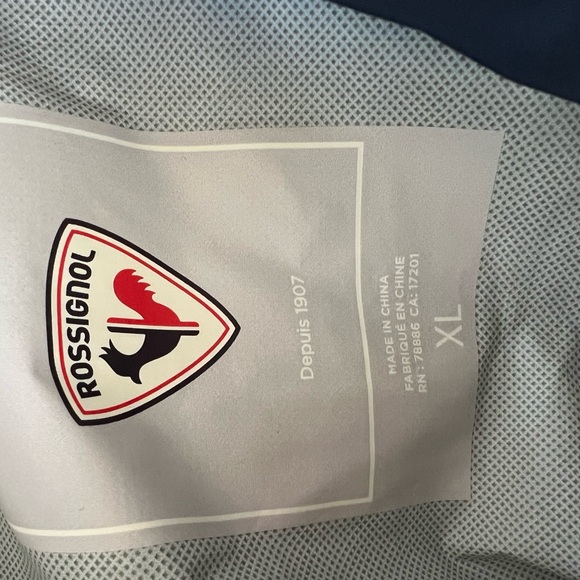 ROSSIGNOL
Depuis 1907
MADE IN CHINA
FABRIQUÉ EN CHINE
RN : 78886 CA: 17201
XL